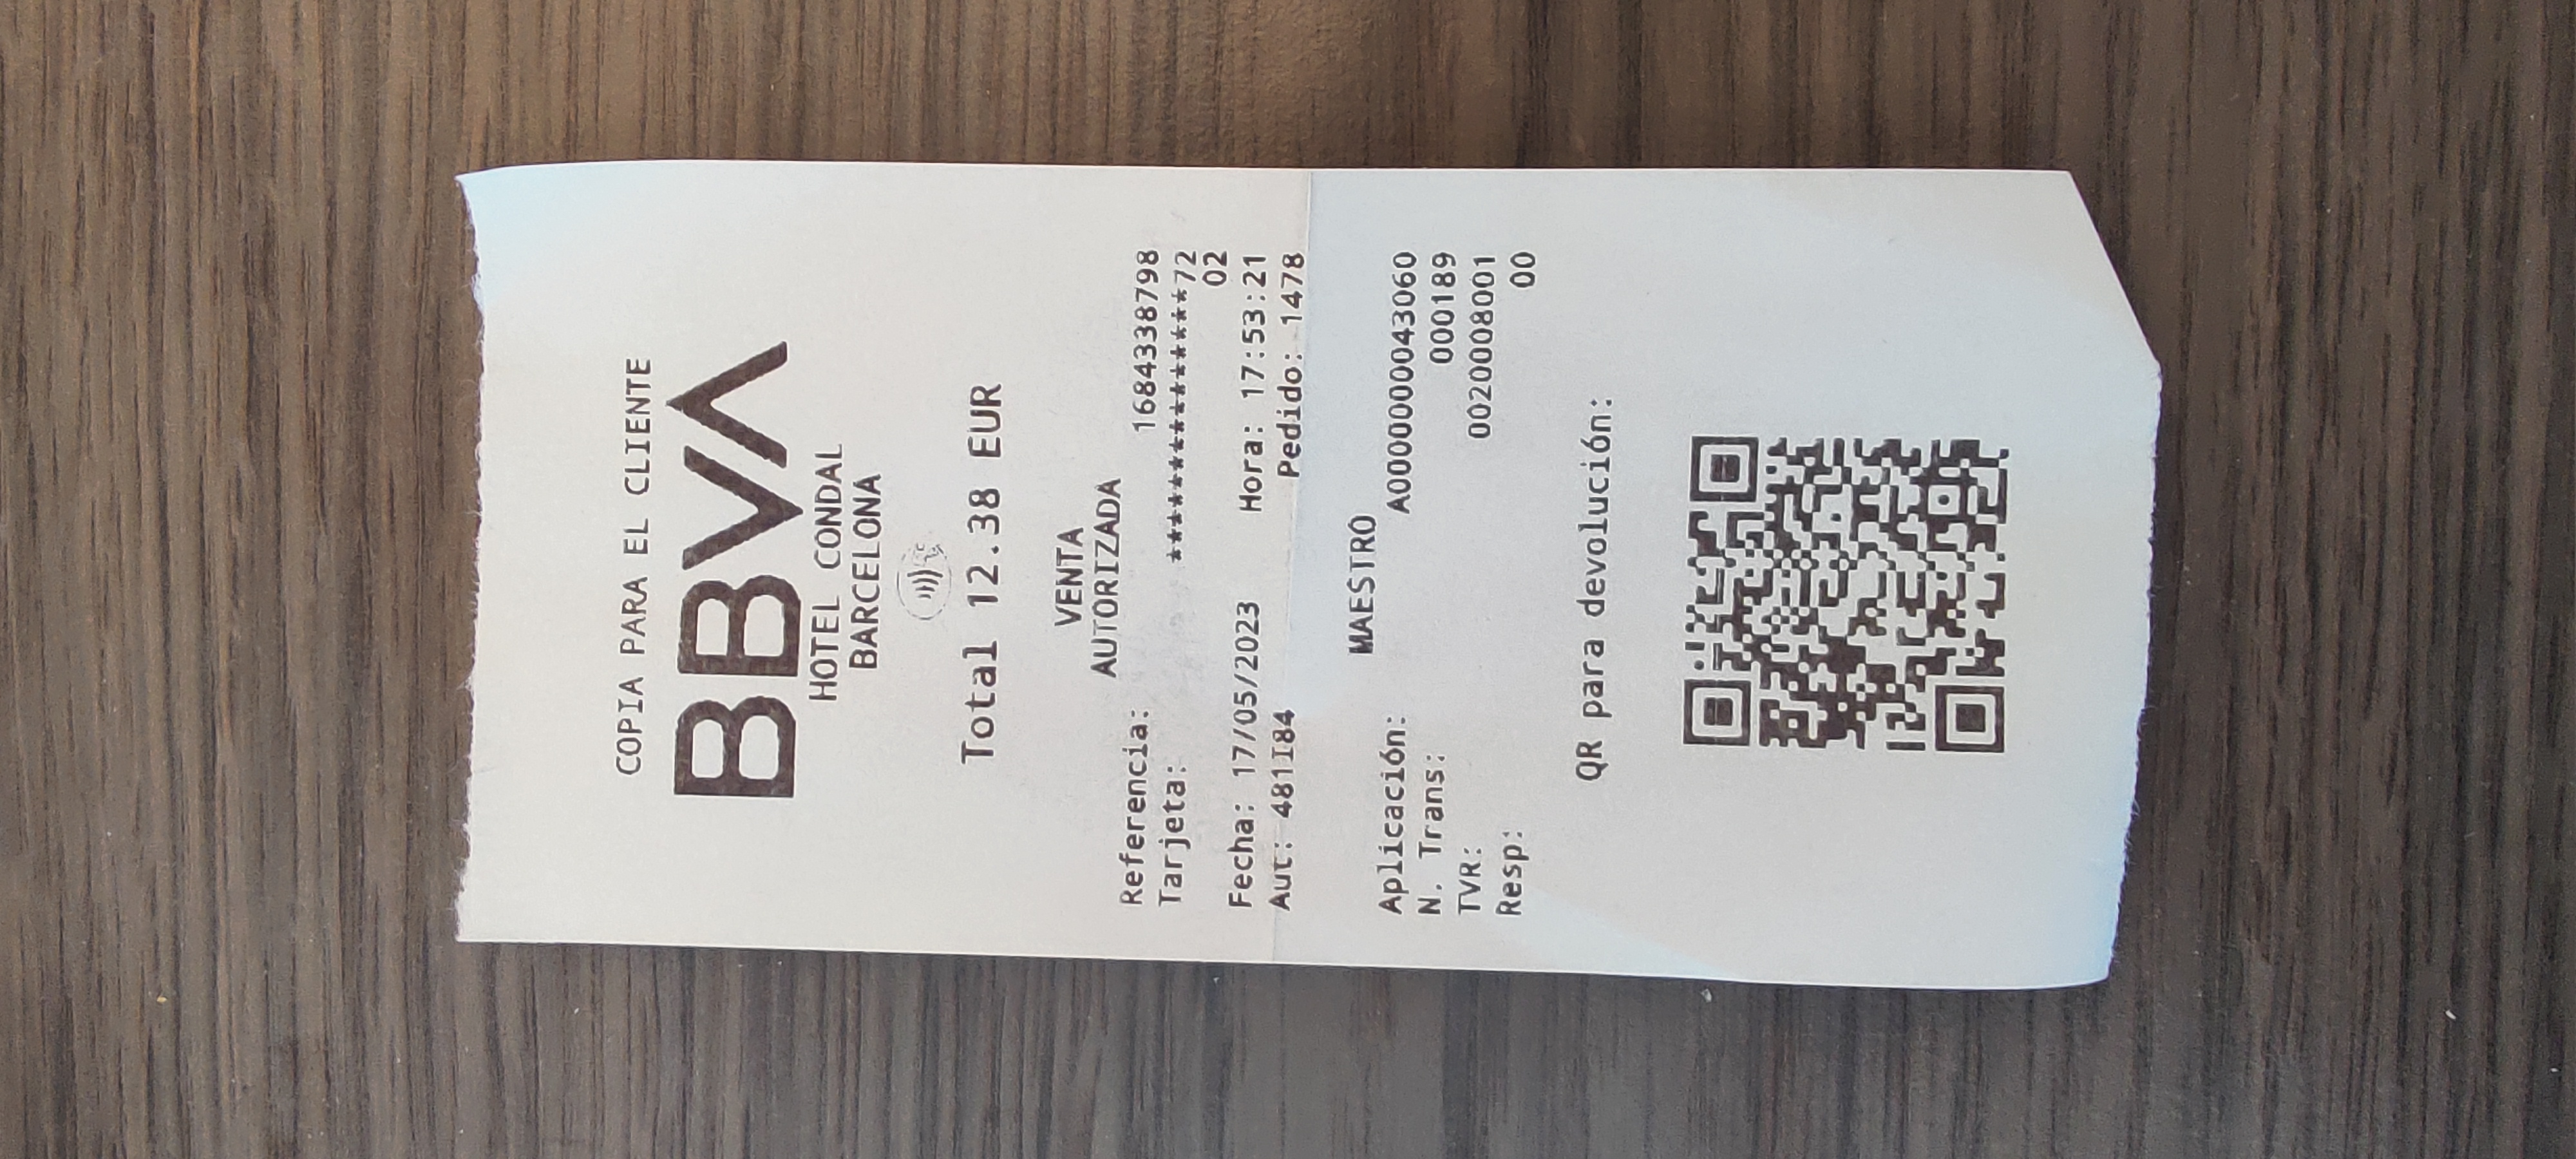 COPIA PARA EL CLIENTE
BBVA
HOTEL CONDAL
BARCELONA
Total 12.38 EUR
VENTA
AUTORIZADA
Referencia: 168433387​98
Tarjeta: **************72
02
Fecha: 17/05/2023 Hora: 17:53:21
Aut: 481I84 Pedido: 1478
MAESTRO
Aplicación: A0000000043060
N. Trans: 000189
TVR: 0020008001
Resp: 00
QR para devolución: